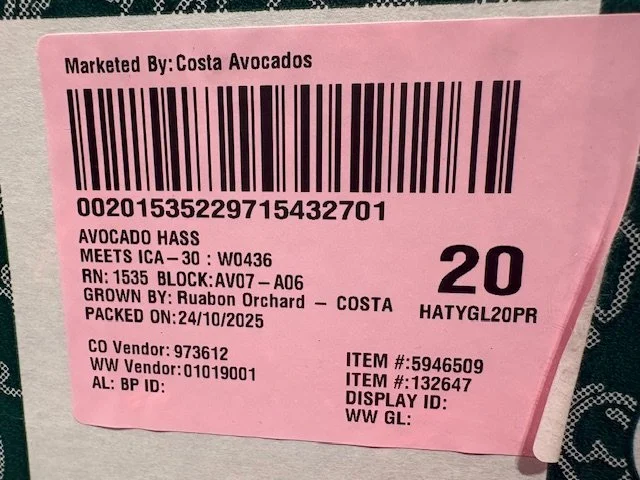 Marketed By: Costa Avocados
00201535229715432701
AVOCADO HASS
MEETS ICA-30 : W0436
RN: 1535 BLOCK:AV07-A06
GROWN BY: Ruabon Orchard - COSTA
PACKED ON:24/10/2025
20
HATYGL20PR
CO Vendor: 973612
WW Vendor:01019001
AL: BP ID:
ITEM #:5946509
ITEM #:132647
DISPLAY ID:
WW GL: